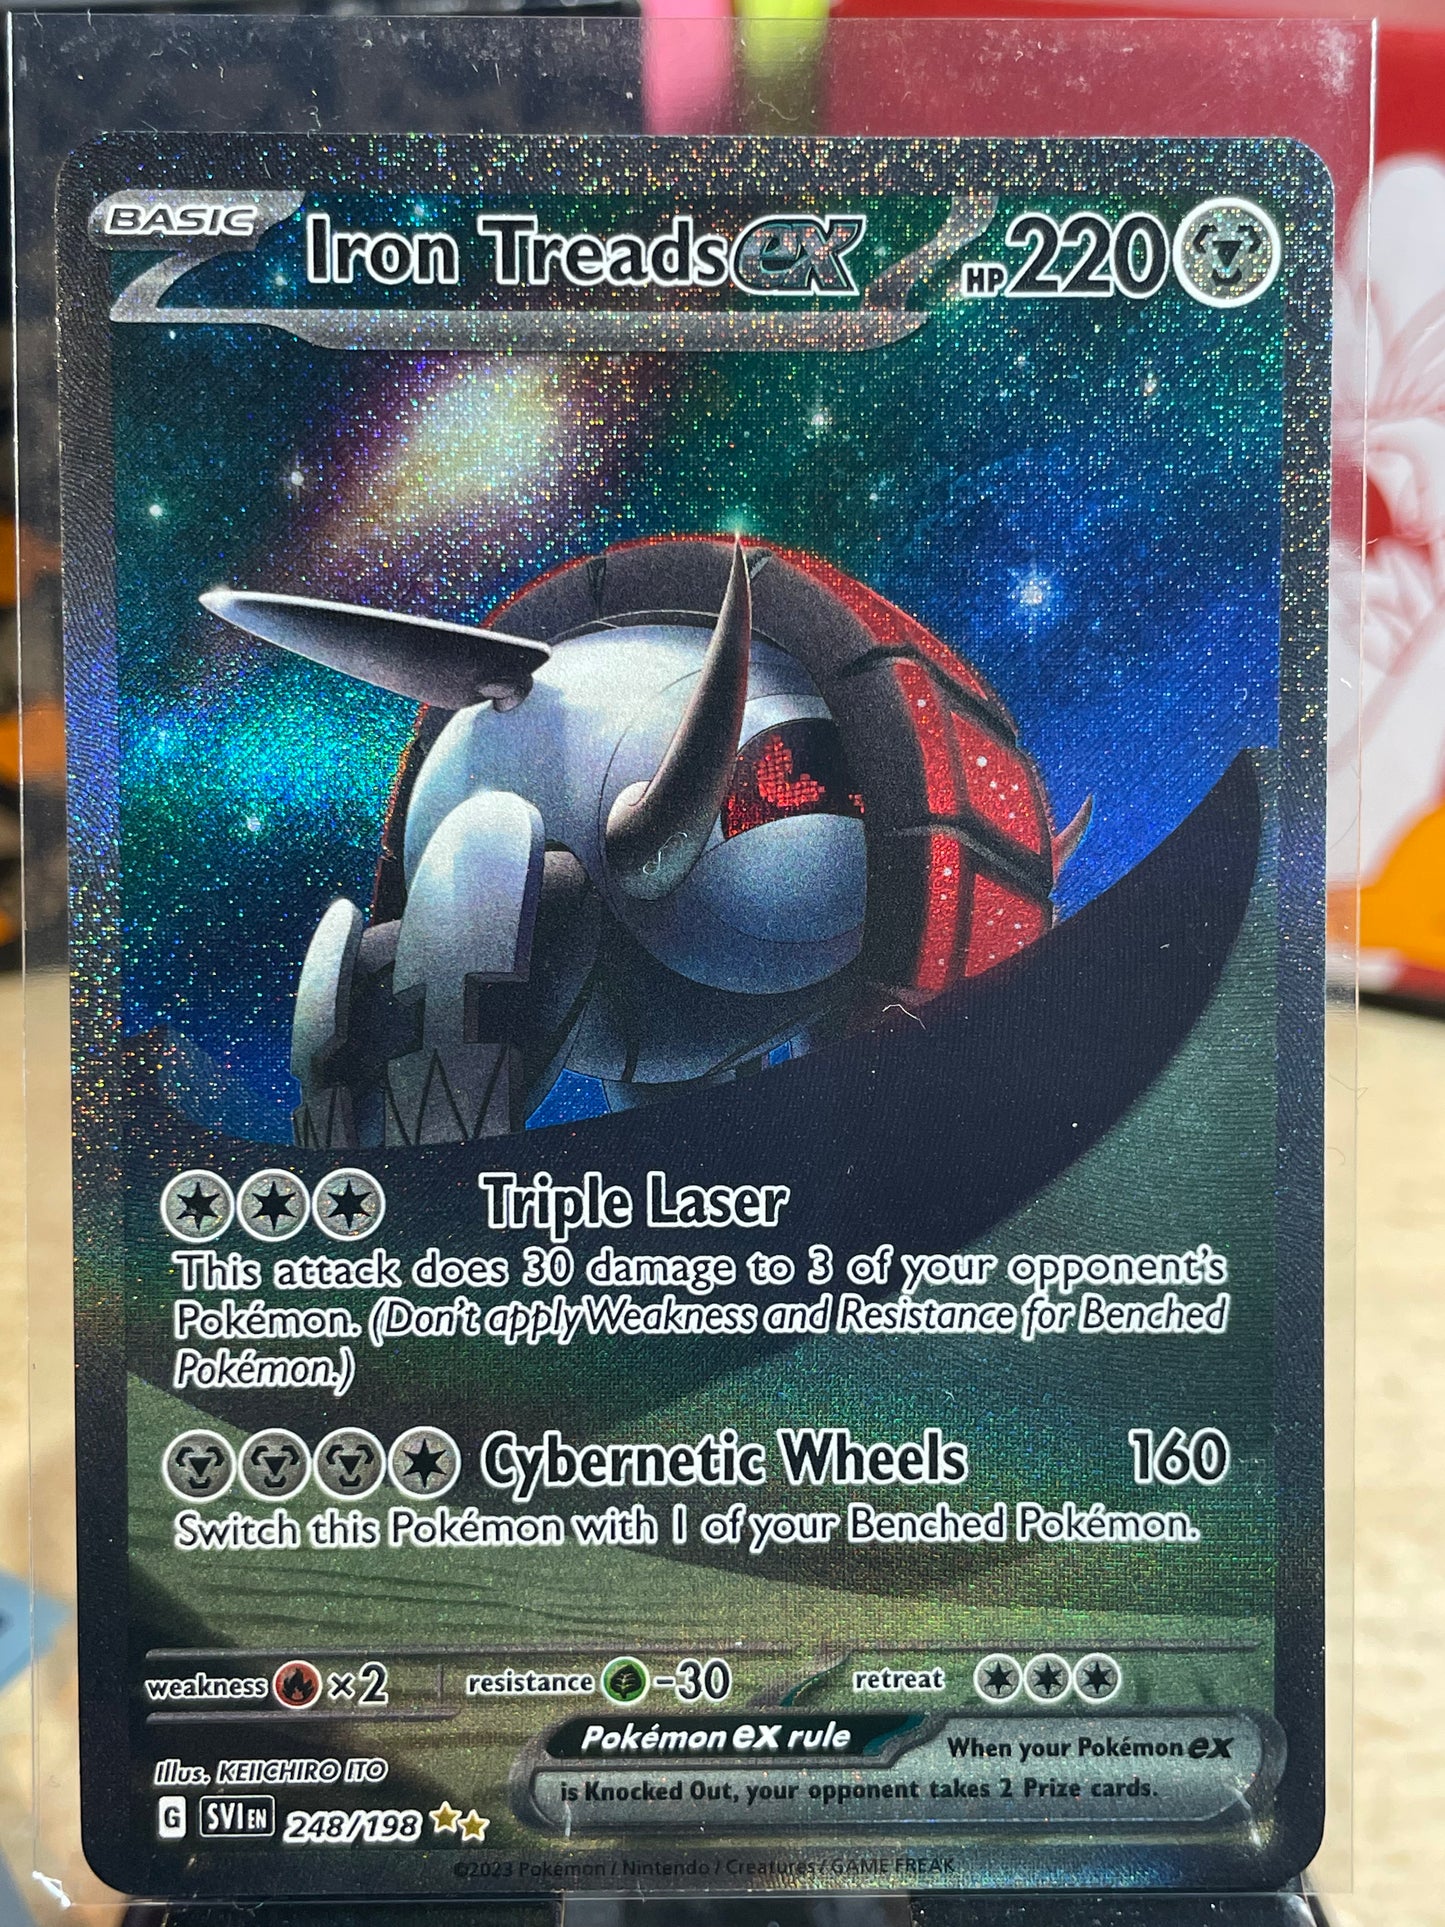 BASIC Iron Treads ex HP 220
Triple Laser
This attack does 30 damage to 3 of your opponent's
Pokémon. (Don't apply Weakness and Resistance for Benched
Pokémon.)
Cybernetic Wheels 160
Switch this Pokémon with 1 of your Benched Pokémon.
weakness ×2 resistance -30 retreat
Pokémon ex rule When your Pokémon ex
is Knocked Out, your opponent takes 2 Prize cards.
Illus. KEIICHIRO ITO
G SVI EN 248/198
©2023 Pokémon / Nintendo / Creatures / GAME FREAK